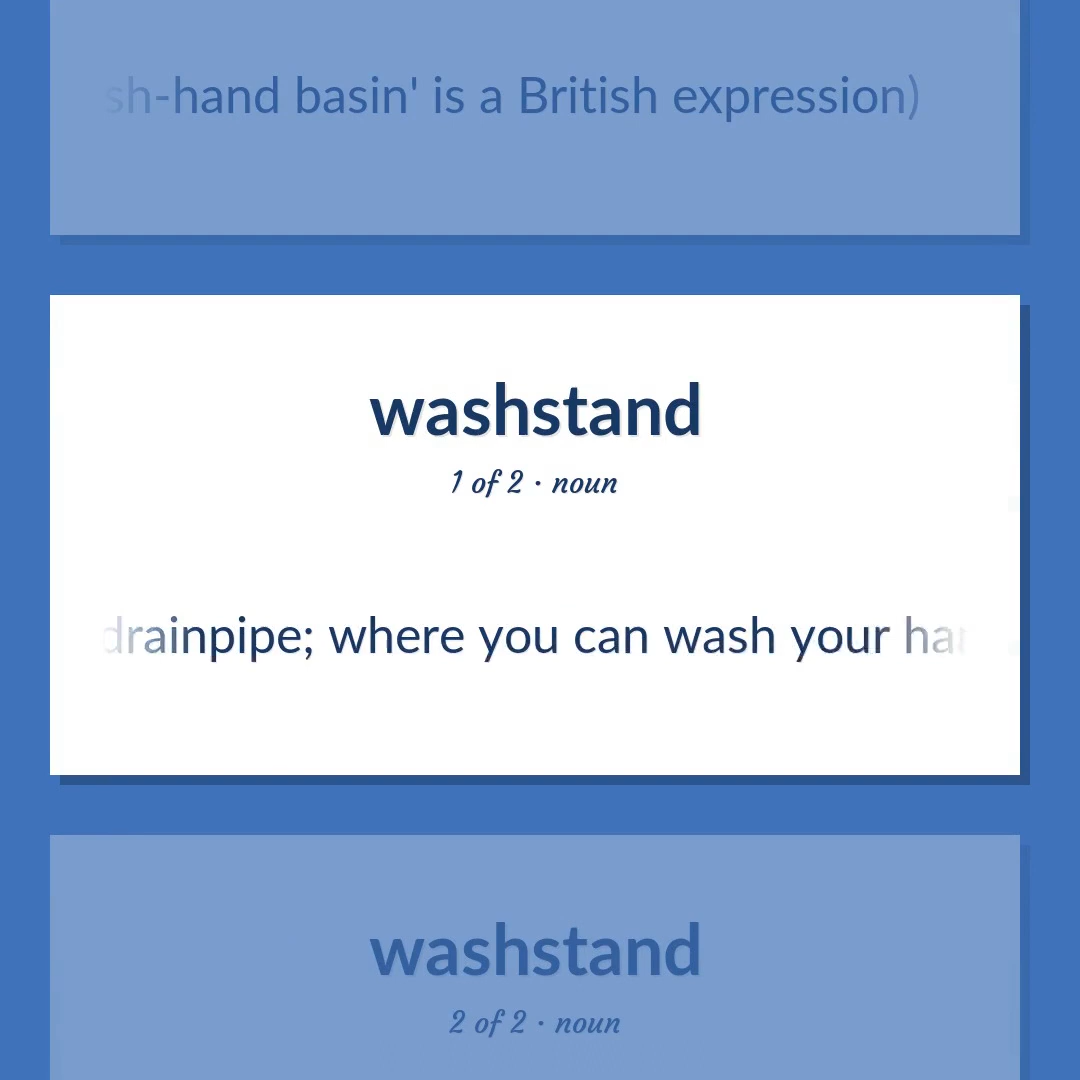 sh-hand basin' is a British expression)
washstand
1 of 2 · noun
drainpipe; where you can wash your
washstand
2 of 2 · noun